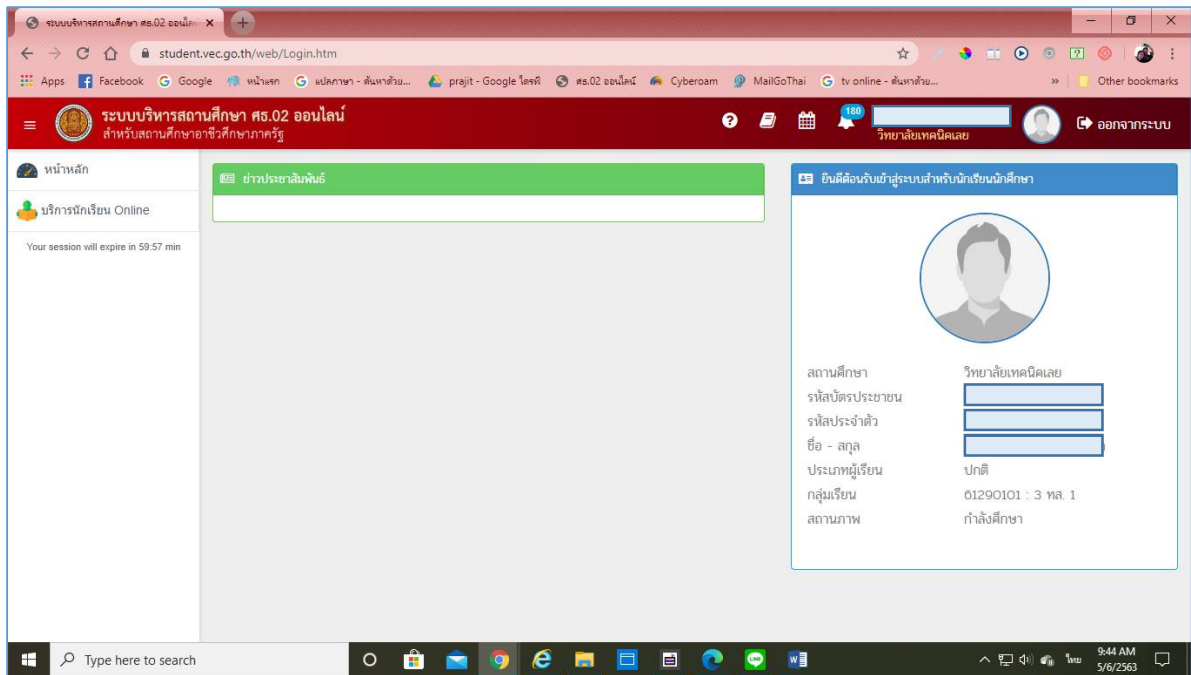 ระบบบริหารสถานศึกษา ศธ.02 ออนไลน์
student.vec.go.th/web/Login.htm
Apps Facebook Google หน้าแรก แปลภาษา - ค้นหาด้วย... prajit - Google ไดรฟ์ ศธ.02 ออนไลน์ Cyberoam MailGoThai tv online - ค้นหาด้วย... » Other bookmarks
ระบบบริหารสถานศึกษา ศธ.02 ออนไลน์
สำหรับสถานศึกษาอาชีวศึกษาภาครัฐ
180
วิทยาลัยเทคนิคเลย
ออกจากระบบ
หน้าหลัก
บริการนักเรียน Online
Your session will expire in 59:57 min
ข่าวประชาสัมพันธ์
ยินดีต้อนรับเข้าสู่ระบบสำหรับนักเรียนนักศึกษา
สถานศึกษา วิทยาลัยเทคนิคเลย
รหัสบัตรประชาชน
รหัสประจำตัว
ชื่อ - สกุล
ประเภทผู้เรียน ปกติ
กลุ่มเรียน 61290101 : 3 ทส. 1
สถานภาพ กำลังศึกษา
Type here to search
ไทย
9:44 AM
5/6/2563